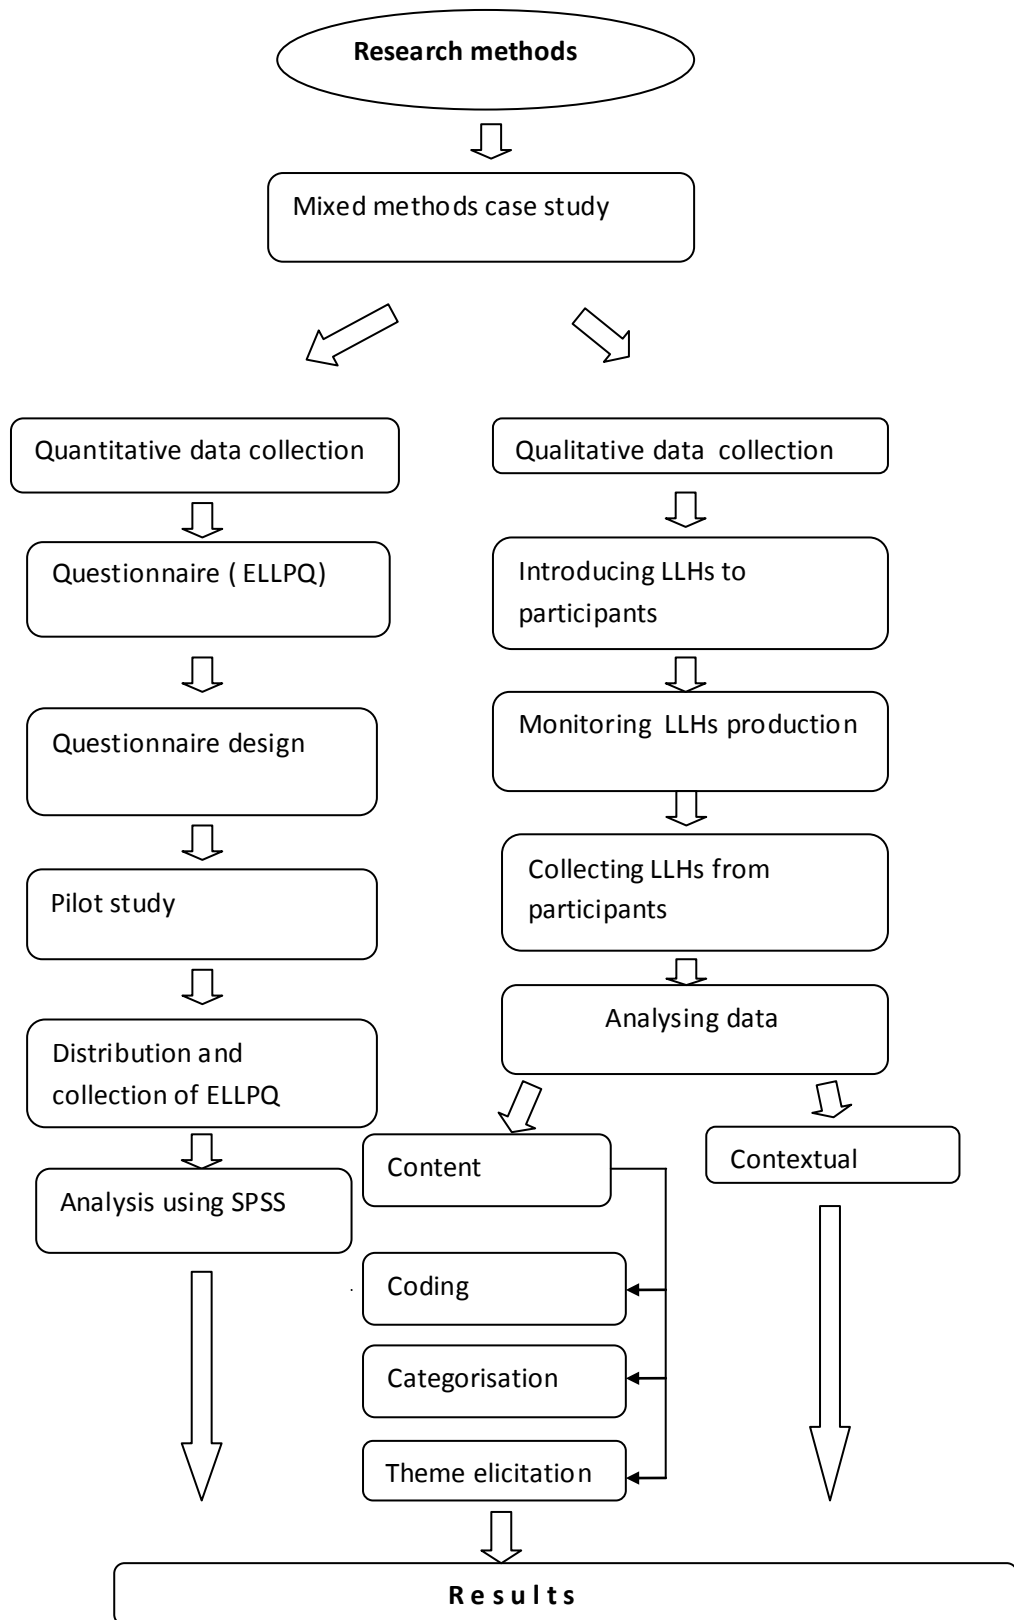 Research methods
Mixed methods case study
Quantitative data collection
Qualitative data collection
Questionnaire ( ELLPQ)
Introducing LLHs to
participants
Questionnaire design
Monitoring LLHs production
Pilot study
Collecting LLHs from
participants
Distribution and
collection of ELLPQ
Analysing data
Analysis using SPSS
Content
Contextual
Coding
Categorisation
Theme elicitation
Results